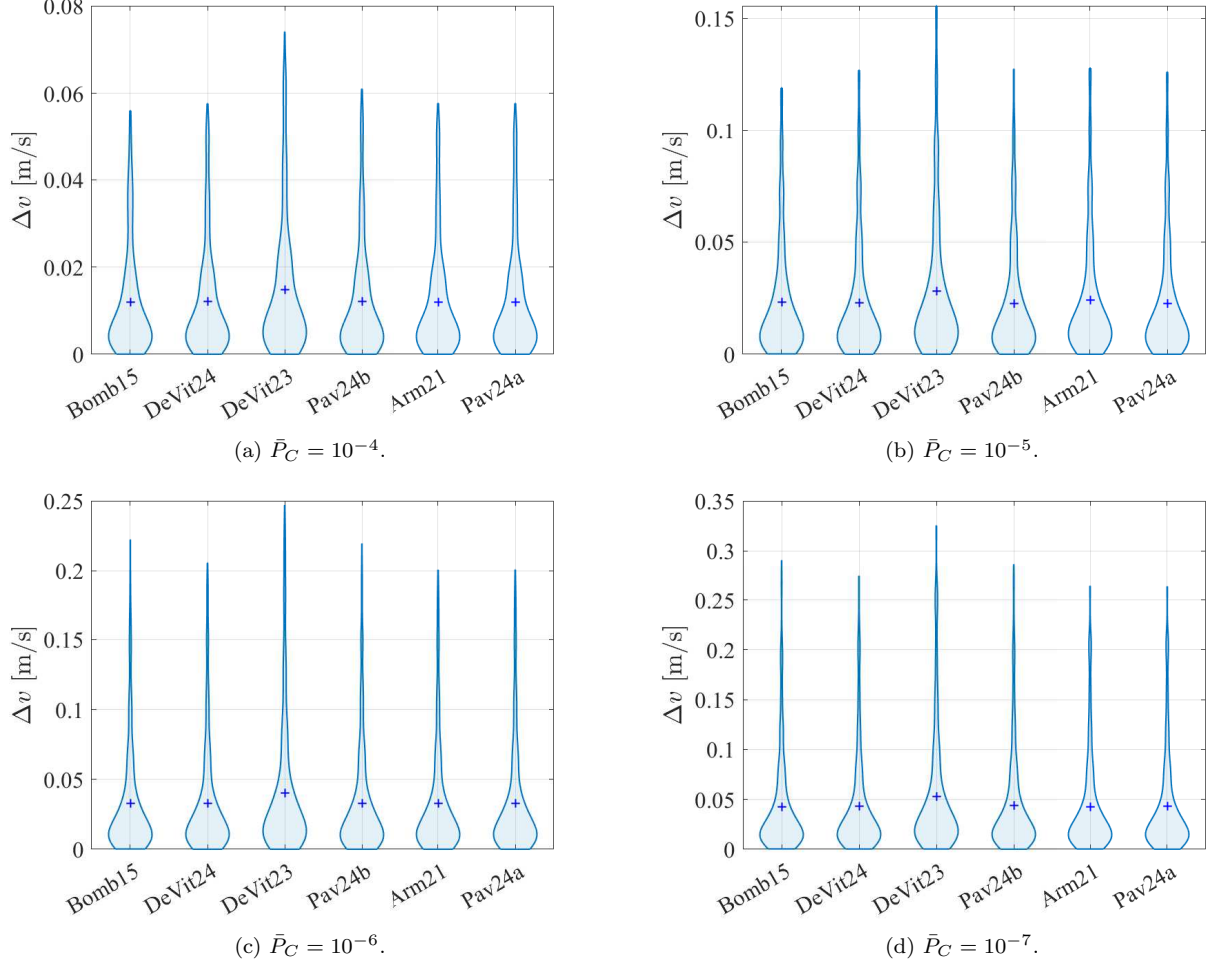 0.08
0.06
0.04
0.02
0
Δv [m/s]
Bomb15
DeVit24
DeVit23
Pav24b
Arm21
Pav24a
(a) P̄_C = 10⁻⁴.
0.15
0.1
0.05
0
Δv [m/s]
Bomb15
DeVit24
DeVit23
Pav24b
Arm21
Pav24a
(b) P̄_C = 10⁻⁵.
0.25
0.2
0.15
0.1
0.05
0
Δv [m/s]
Bomb15
DeVit24
DeVit23
Pav24b
Arm21
Pav24a
(c) P̄_C = 10⁻⁶.
0.35
0.3
0.25
0.2
0.15
0.1
0.05
0
Δv [m/s]
Bomb15
DeVit24
DeVit23
Pav24b
Arm21
Pav24a
(d) P̄_C = 10⁻⁷.